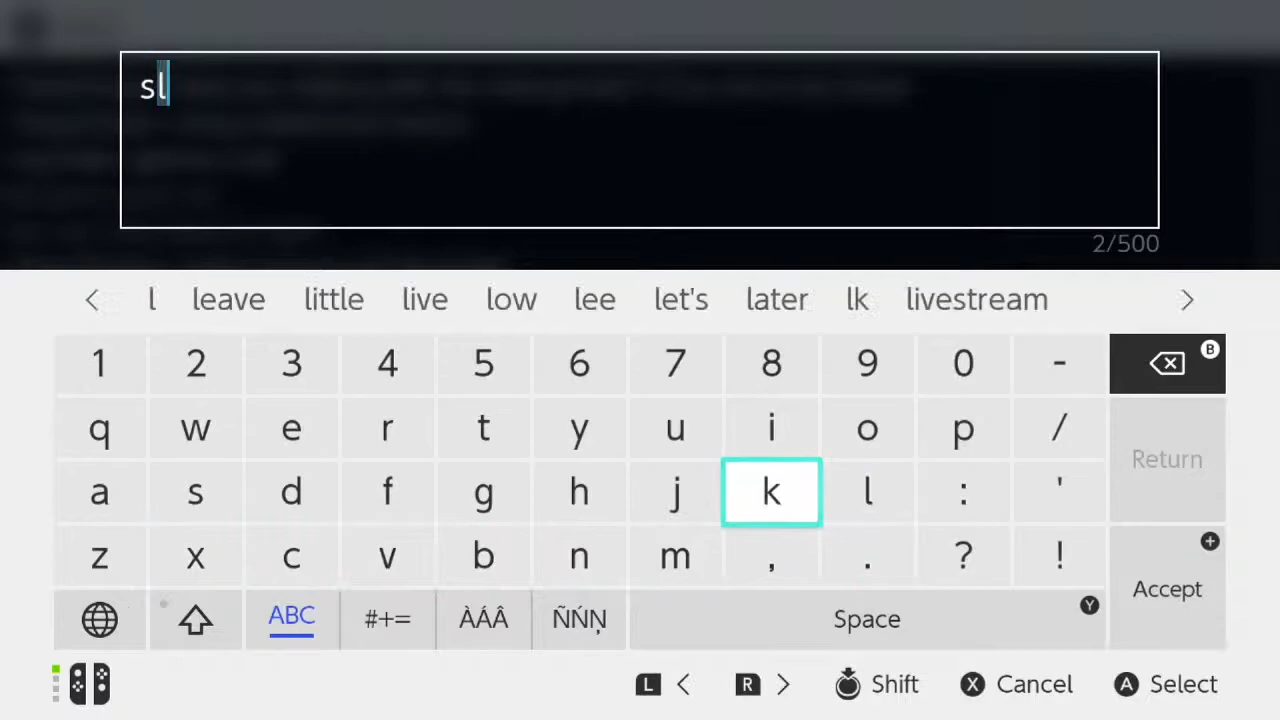 sl
2/500
l leave little live low lee let's later lk livestream
1 2 3 4 5 6 7 8 9 0 - B
q w e r t y u i o p /
Return
a s d f g h j k l : '
z x c v b n m , . ? ! +
Accept
ABC #+= ÀÁÂ ÑŃŅ Space Y
L R Shift X Cancel A Select